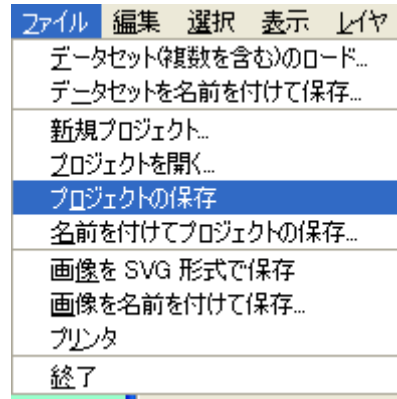 ファイル 編集 選択 表示 レイヤ
データセット(複数を含む)のロード...
データセットを名前を付けて保存...
新規プロジェクト...
プロジェクトを開く...
プロジェクトの保存
名前を付けてプロジェクトの保存...
画像を SVG 形式で保存
画像を名前を付けて保存...
プリンタ
終了